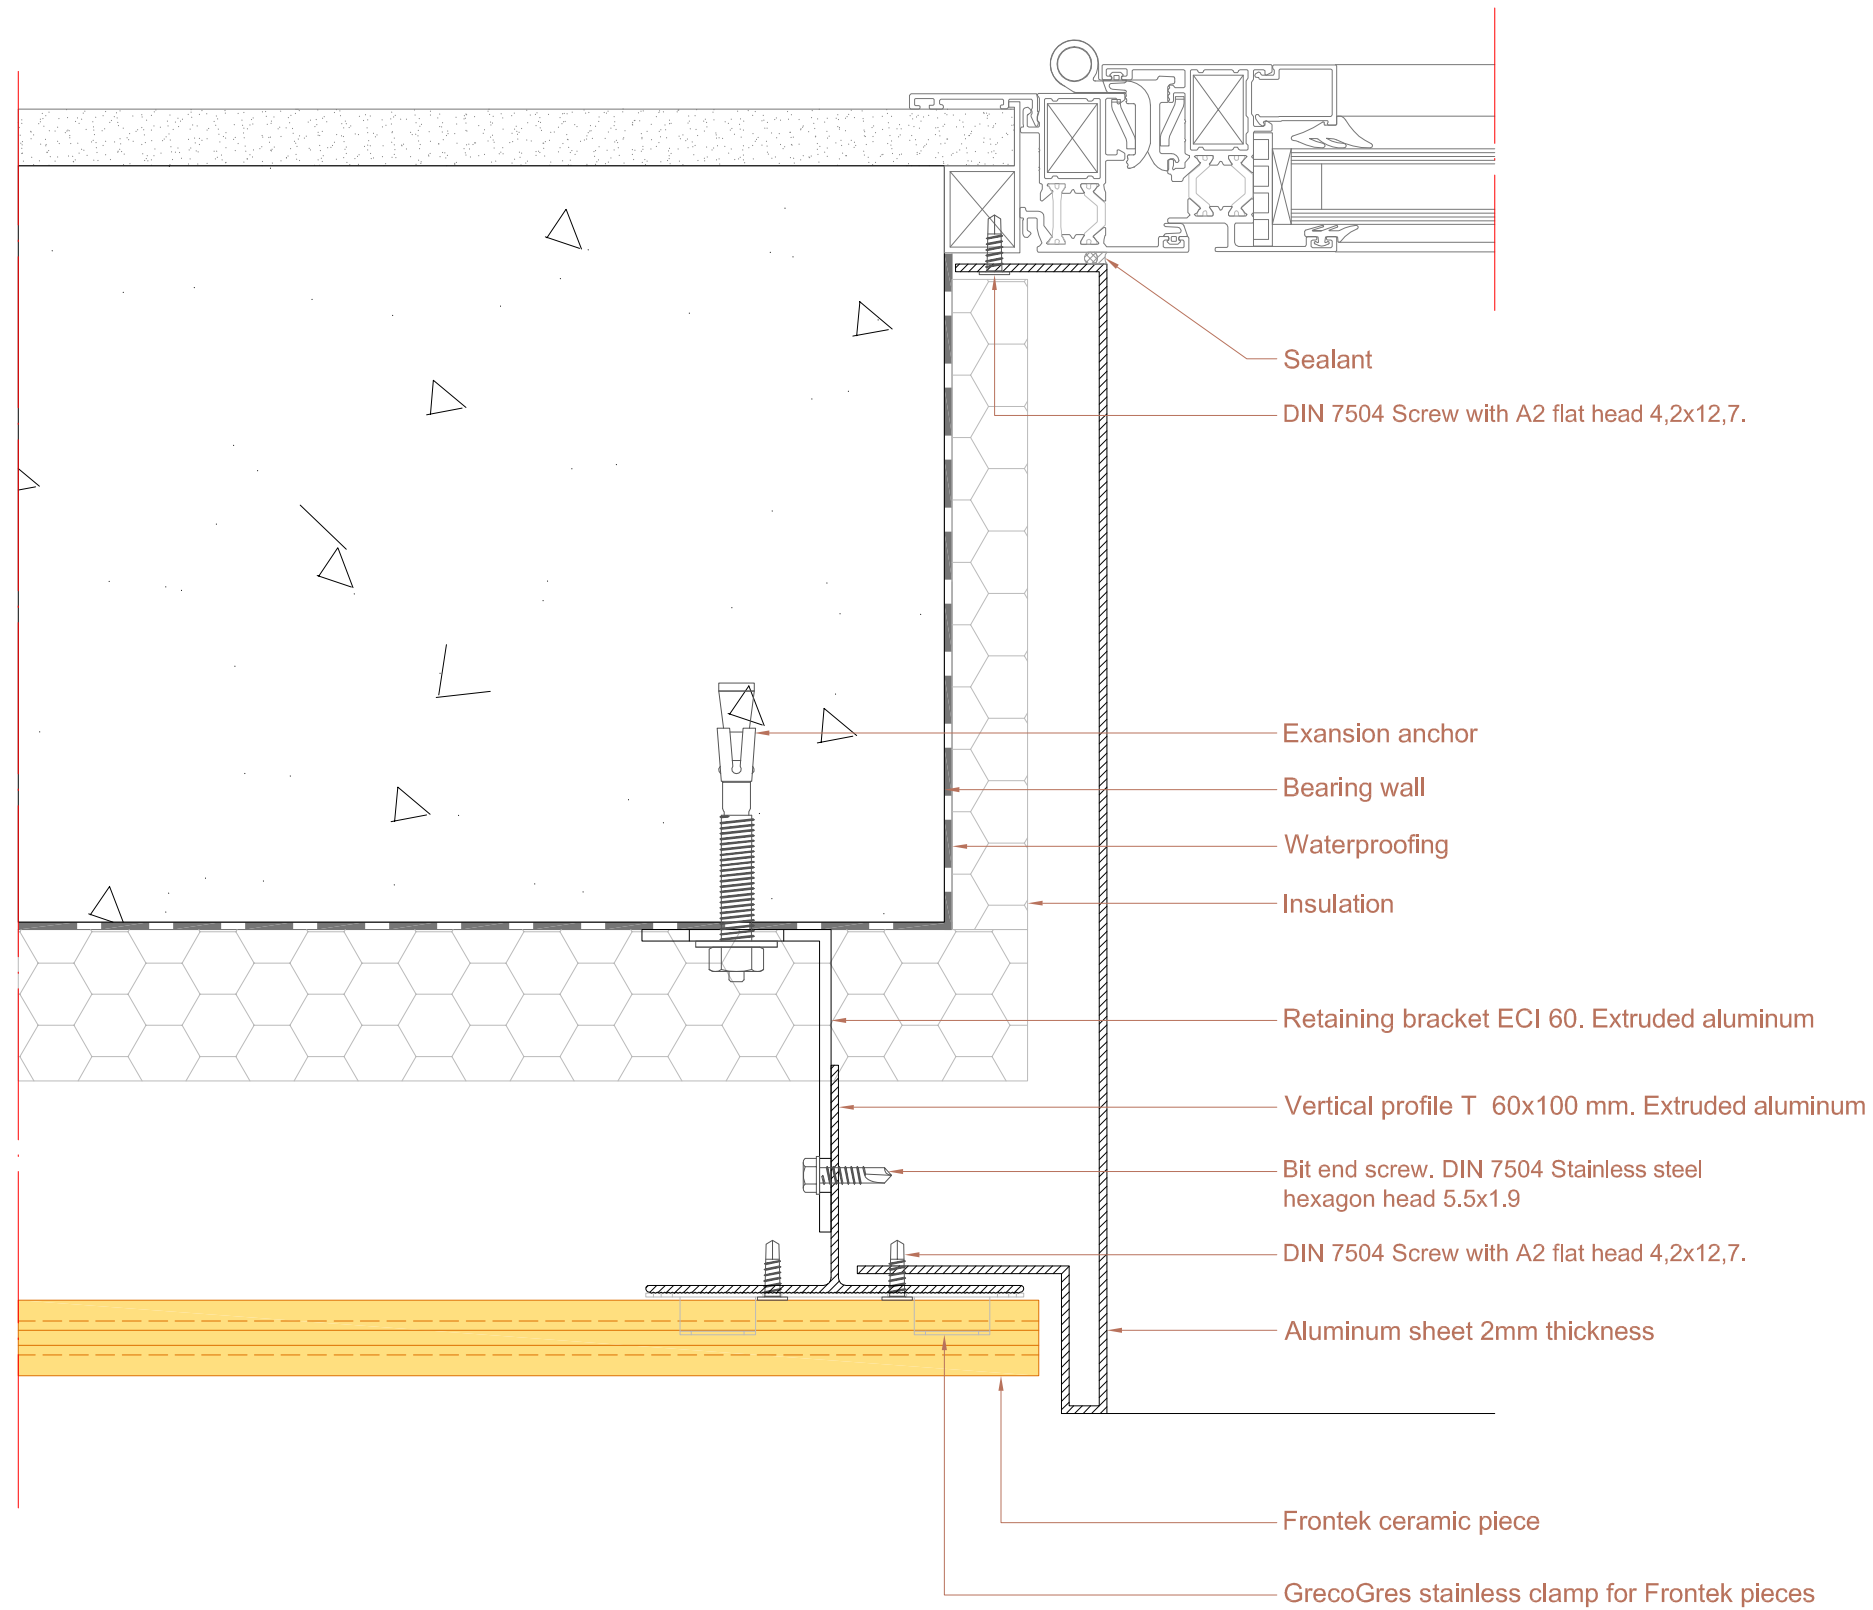 Sealant
DIN 7504 Screw with A2 flat head 4,2x12,7.
Exansion anchor
Bearing wall
Waterproofing
Insulation
Retaining bracket ECI 60. Extruded aluminum
Vertical profile T  60x100 mm. Extruded aluminum
Bit end screw. DIN 7504 Stainless steel
hexagon head 5.5x1.9
DIN 7504 Screw with A2 flat head 4,2x12,7.
Aluminum sheet 2mm thickness
Frontek ceramic piece
GrecoGres stainless clamp for Frontek pieces